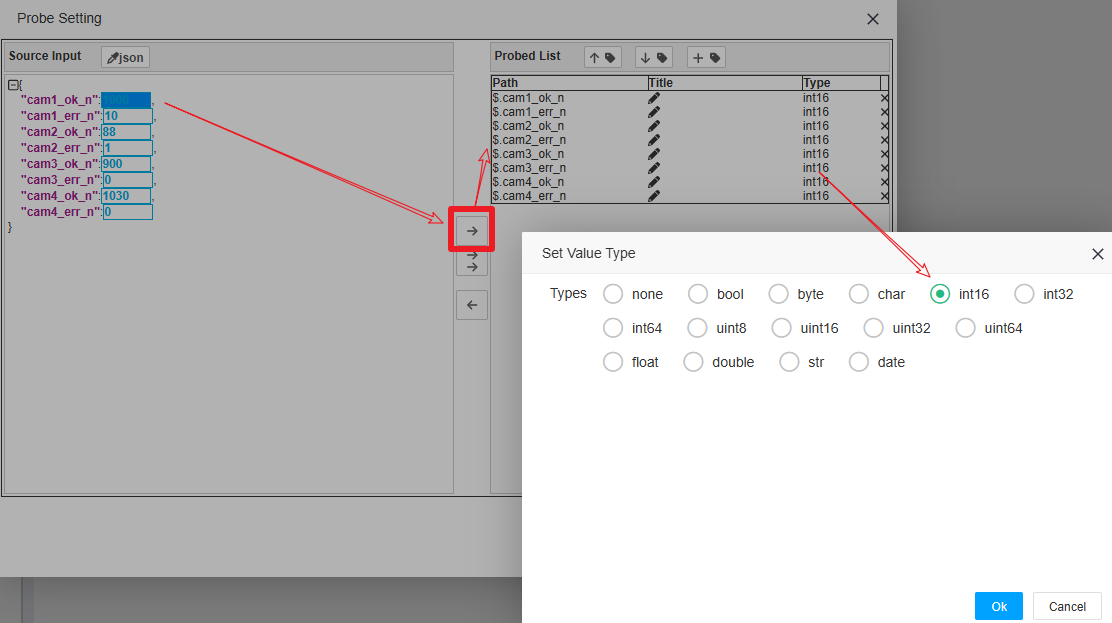 Probe Setting
Source Input json
Probed List
{
"cam1_ok_n":1000,
"cam1_err_n":10,
"cam2_ok_n":88,
"cam2_err_n":1,
"cam3_ok_n":900,
"cam3_err_n":0,
"cam4_ok_n":1030,
"cam4_err_n":0
}
Path Title Type
$.cam1_ok_n int16
$.cam1_err_n int16
$.cam2_ok_n int16
$.cam2_err_n int16
$.cam3_ok_n int16
$.cam3_err_n int16
$.cam4_ok_n int16
$.cam4_err_n int16
Set Value Type
Types none bool byte char int16 int32
int64 uint8 uint16 uint32 uint64
float double str date
Ok Cancel